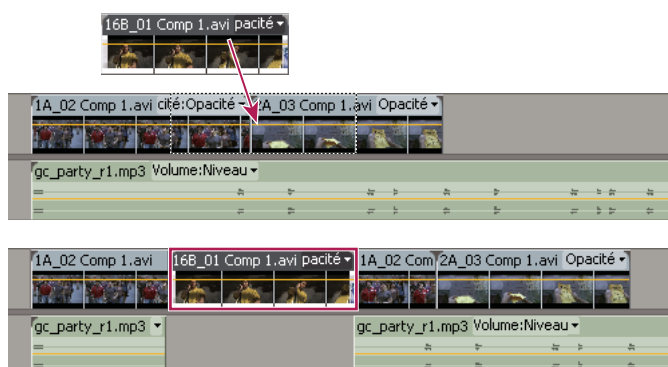 16B_01 Comp 1.avi pacité
1A_02 Comp 1.avi cité:Opacité 2A_03 Comp 1.avi Opacité
gc_party_r1.mp3 Volume:Niveau
1A_02 Comp 1.avi 16B_01 Comp 1.avi pacité 1A_02 Com 2A_03 Comp 1.avi Opacité
gc_party_r1.mp3 gc_party_r1.mp3 Volume:Niveau